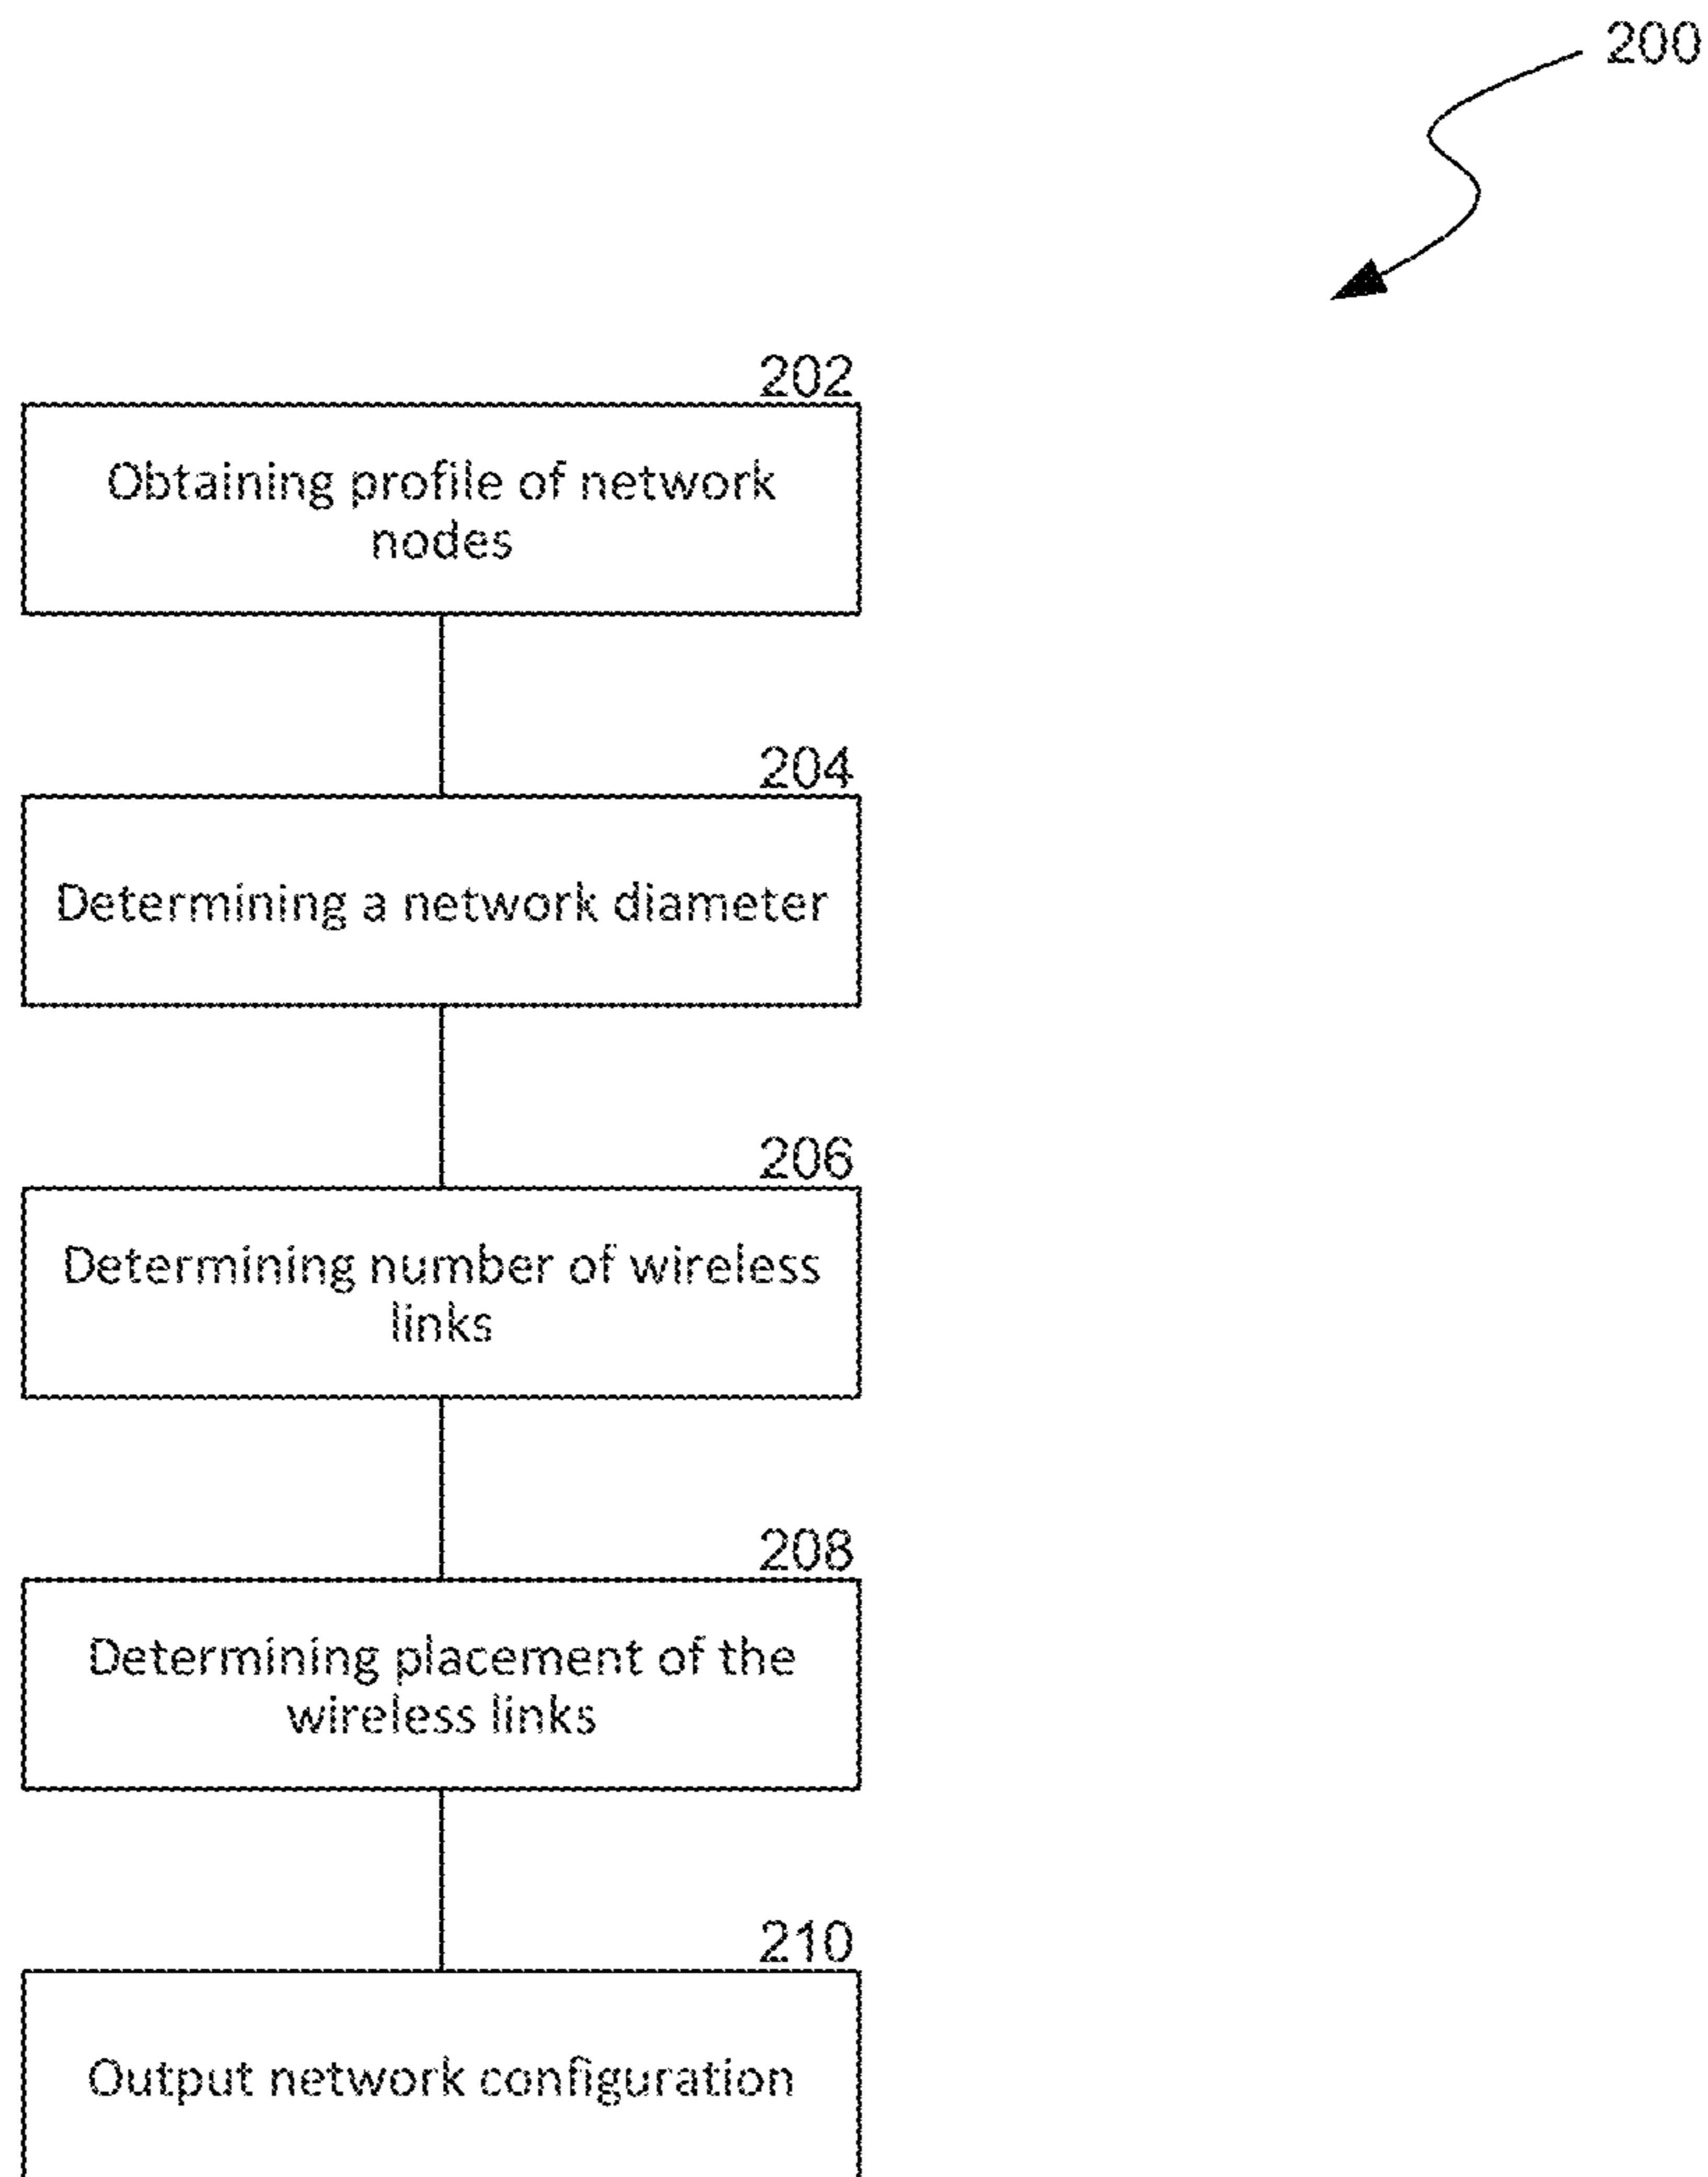 200
202
Obtaining profile of network
nodes
204
Determining a network diameter
206
Determining number of wireless
links
208
Determining placement of the
wireless links
210
Output network configuration